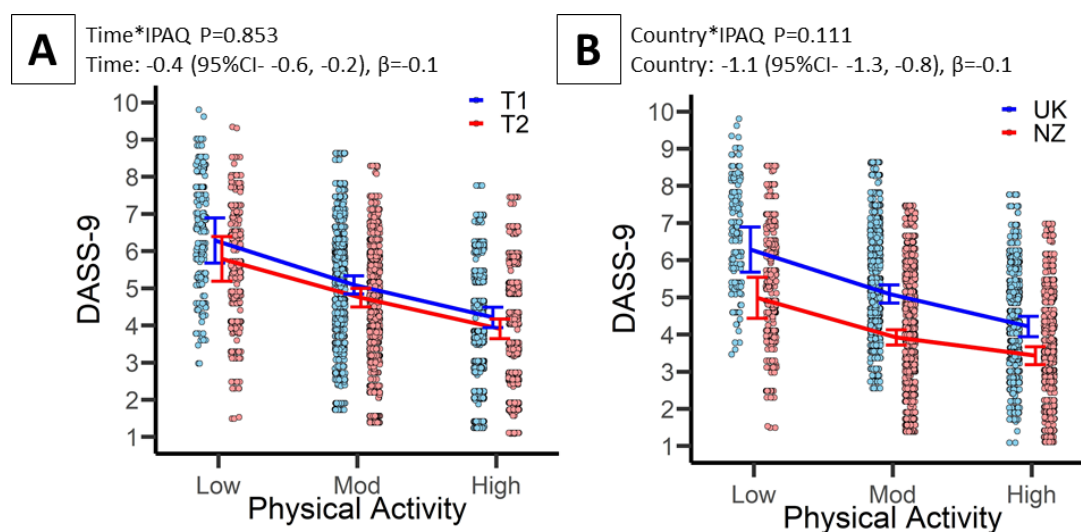 A
Time*IPAQ P=0.853
Time: -0.4 (95%CI- -0.6, -0.2), β=-0.1
T1
T2
10
9
8
7
6
5
4
3
2
1
DASS-9
Low
Mod
High
Physical Activity
B
Country*IPAQ P=0.111
Country: -1.1 (95%CI- -1.3, -0.8), β=-0.1
UK
NZ
10
9
8
7
6
5
4
3
2
1
DASS-9
Low
Mod
High
Physical Activity